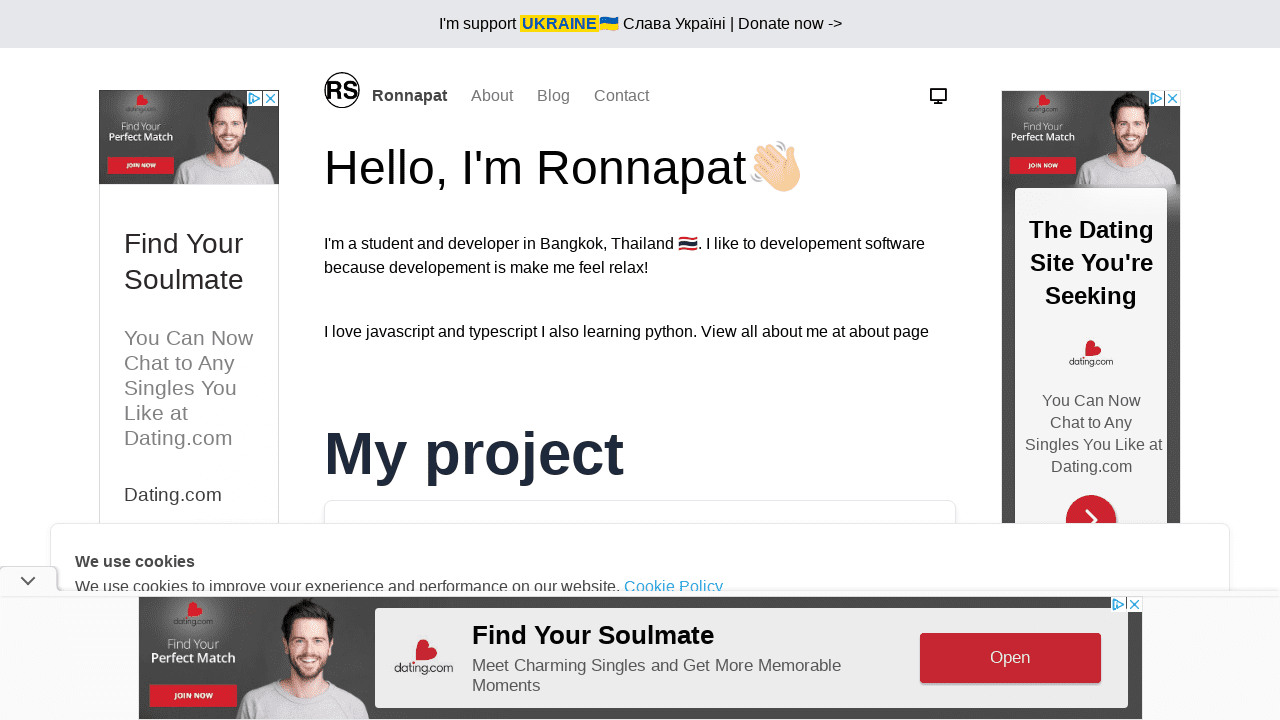 I'm support UKRAINE🇺🇦 Слава Україні | Donate now ->
RS
Ronnapat About Blog Contact
Hello, I'm Ronnapat👋🏻
I'm a student and developer in Bangkok, Thailand 🇹🇭. I like to developement software
because developement is make me feel relax!
I love javascript and typescript I also learning python. View all about me at about page
My project
dating.com
Find Your
Perfect Match
JOIN NOW
Find Your
Soulmate
You Can Now
Chat to Any
Singles You
Like at
Dating.com
Dating.com
dating.com
Find Your
Perfect Match
JOIN NOW
The Dating
Site You're
Seeking
dating.com
You Can Now
Chat to Any
Singles You Like at
Dating.com
We use cookies
We use cookies to improve your experience and performance on our website. Cookie Policy
dating.com
Find Your
Perfect Match
JOIN NOW
dating.com
Find Your Soulmate
Meet Charming Singles and Get More Memorable
Moments
Open